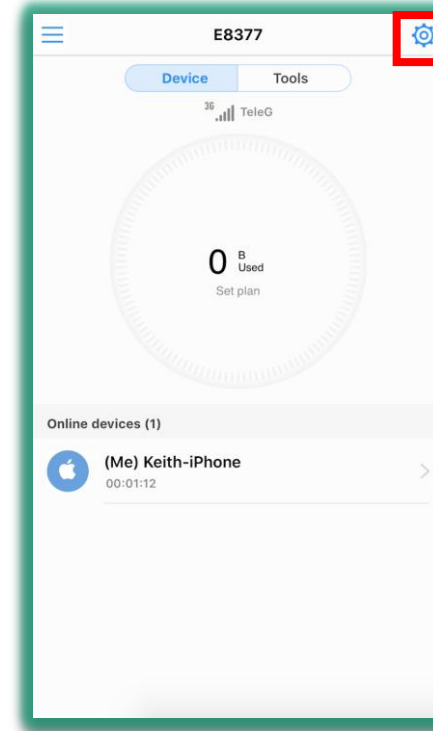 E8377
Device Tools
3G TeleG
0 B Used
Set plan
Online devices (1)
(Me) Keith-iPhone
00:01:12